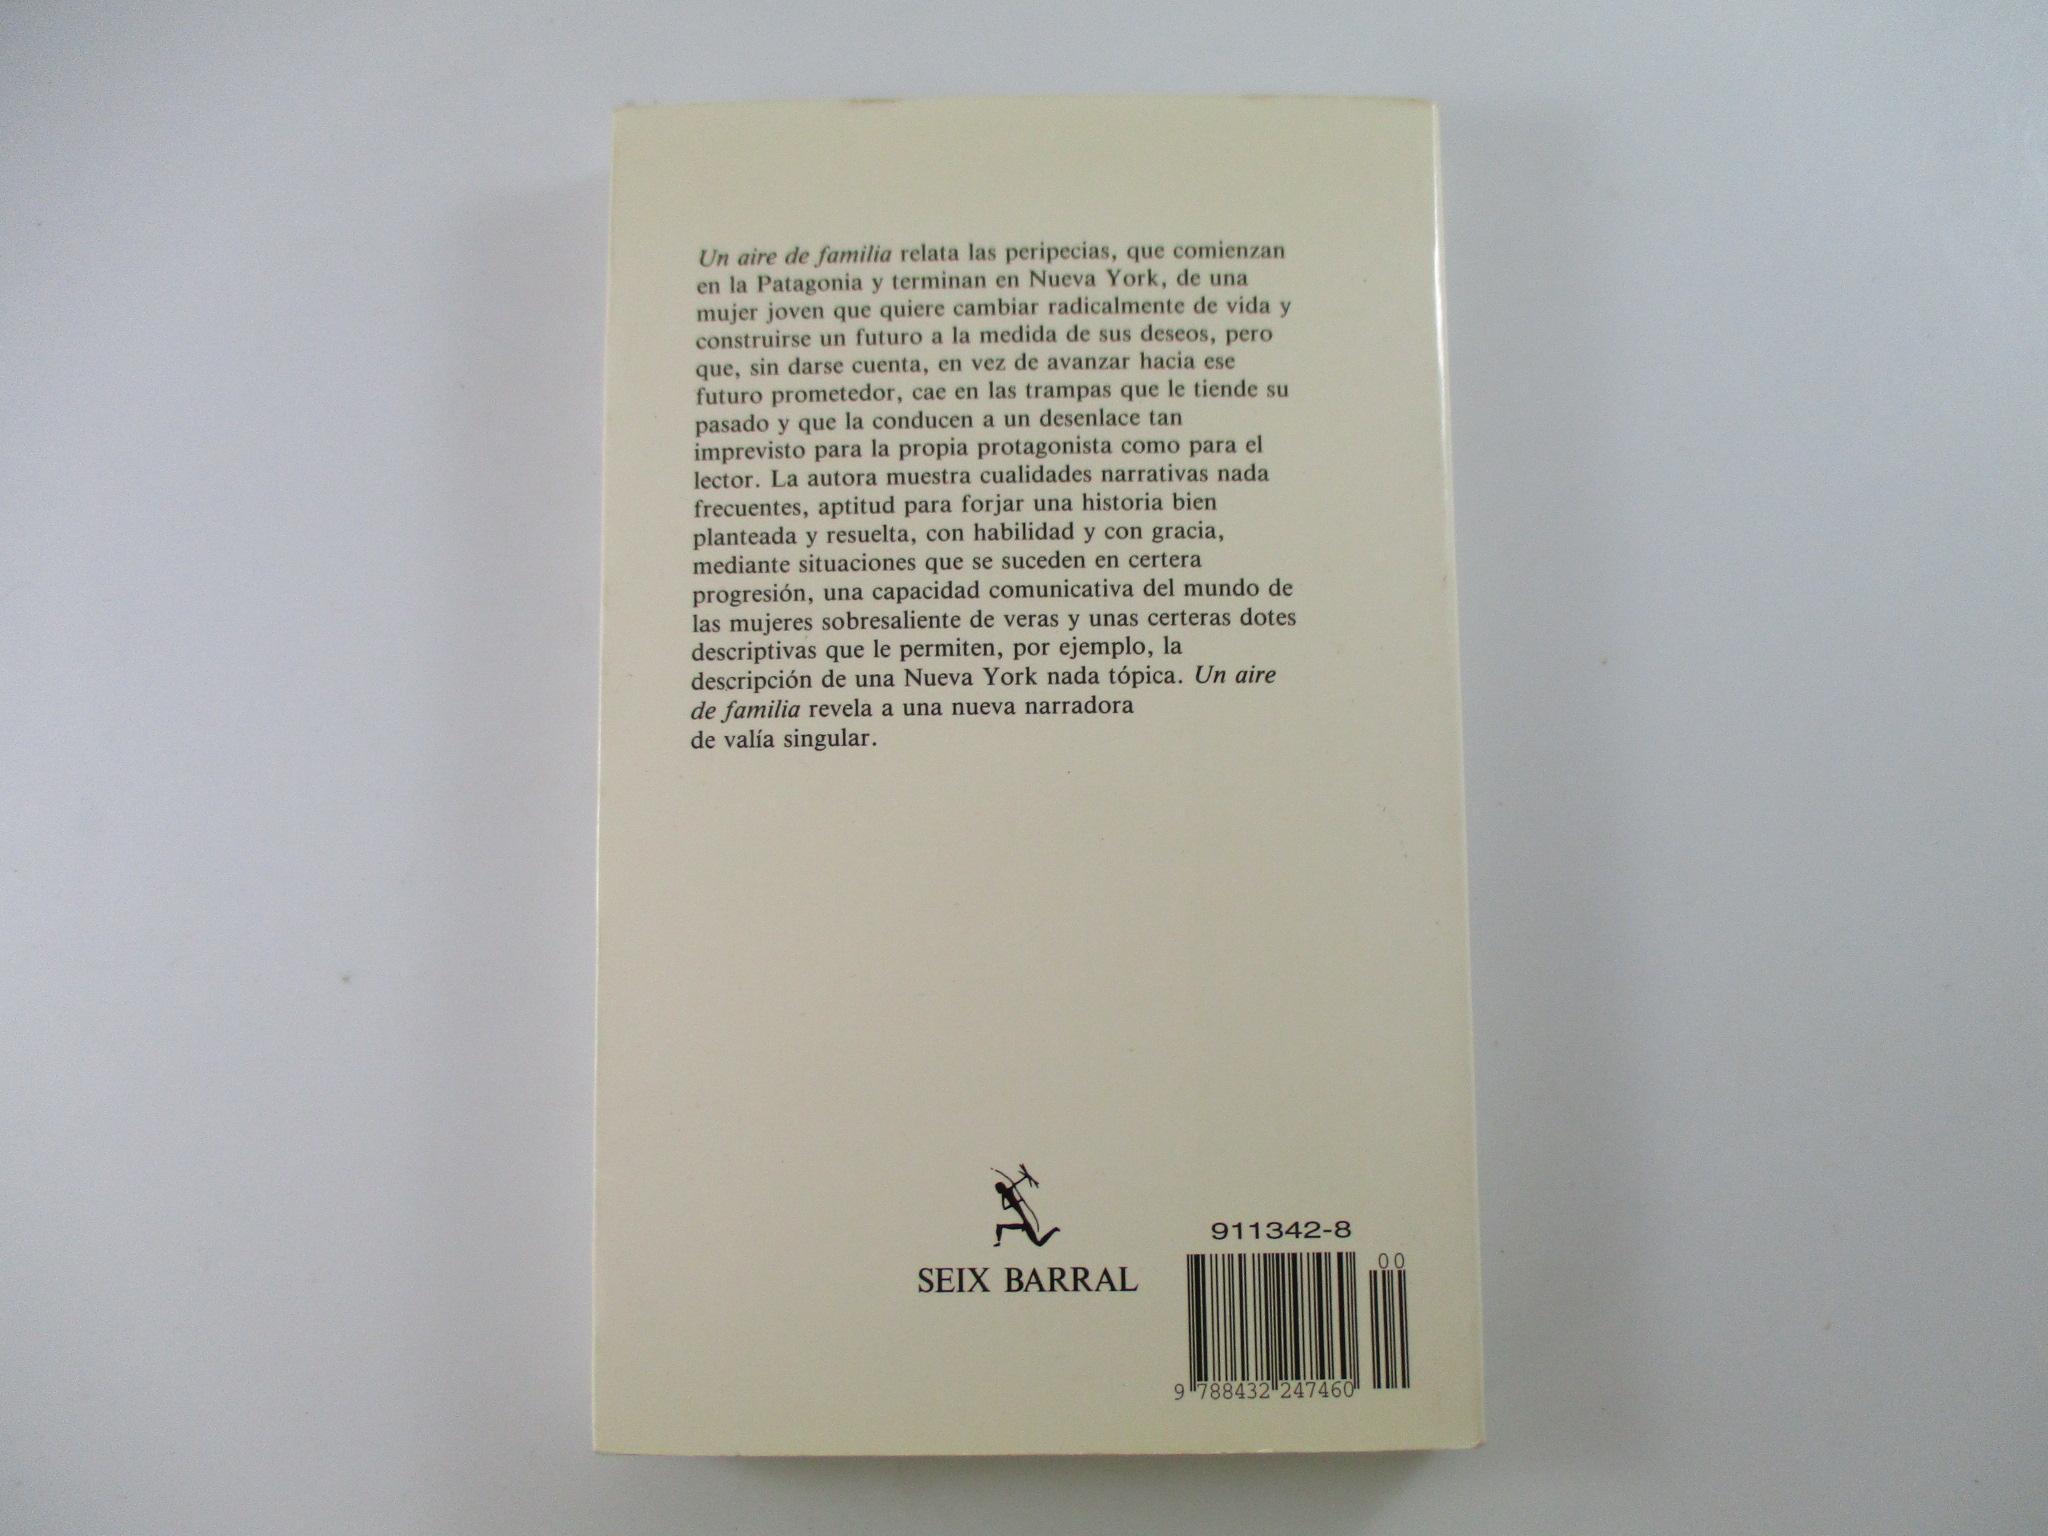 Un aire de familia relata las peripecias, que comienzan
en la Patagonia y terminan en Nueva York, de una
mujer joven que quiere cambiar radicalmente de vida y
construirse un futuro a la medida de sus deseos, pero
que, sin darse cuenta, en vez de avanzar hacia ese
futuro prometedor, cae en las trampas que le tiende su
pasado y que la conducen a un desenlace tan
imprevisto para la propia protagonista como para el
lector. La autora muestra cualidades narrativas nada
frecuentes, aptitud para forjar una historia bien
planteada y resuelta, con habilidad y con gracia,
mediante situaciones que se suceden en certera
progresión, una capacidad comunicativa del mundo de
las mujeres sobresaliente de veras y unas certeras dotes
descriptivas que le permiten, por ejemplo, la
descripción de una Nueva York nada tópica. Un aire
de familia revela a una nueva narradora
de valía singular.
SEIX BARRAL
911342-8
00
9 788432 247460